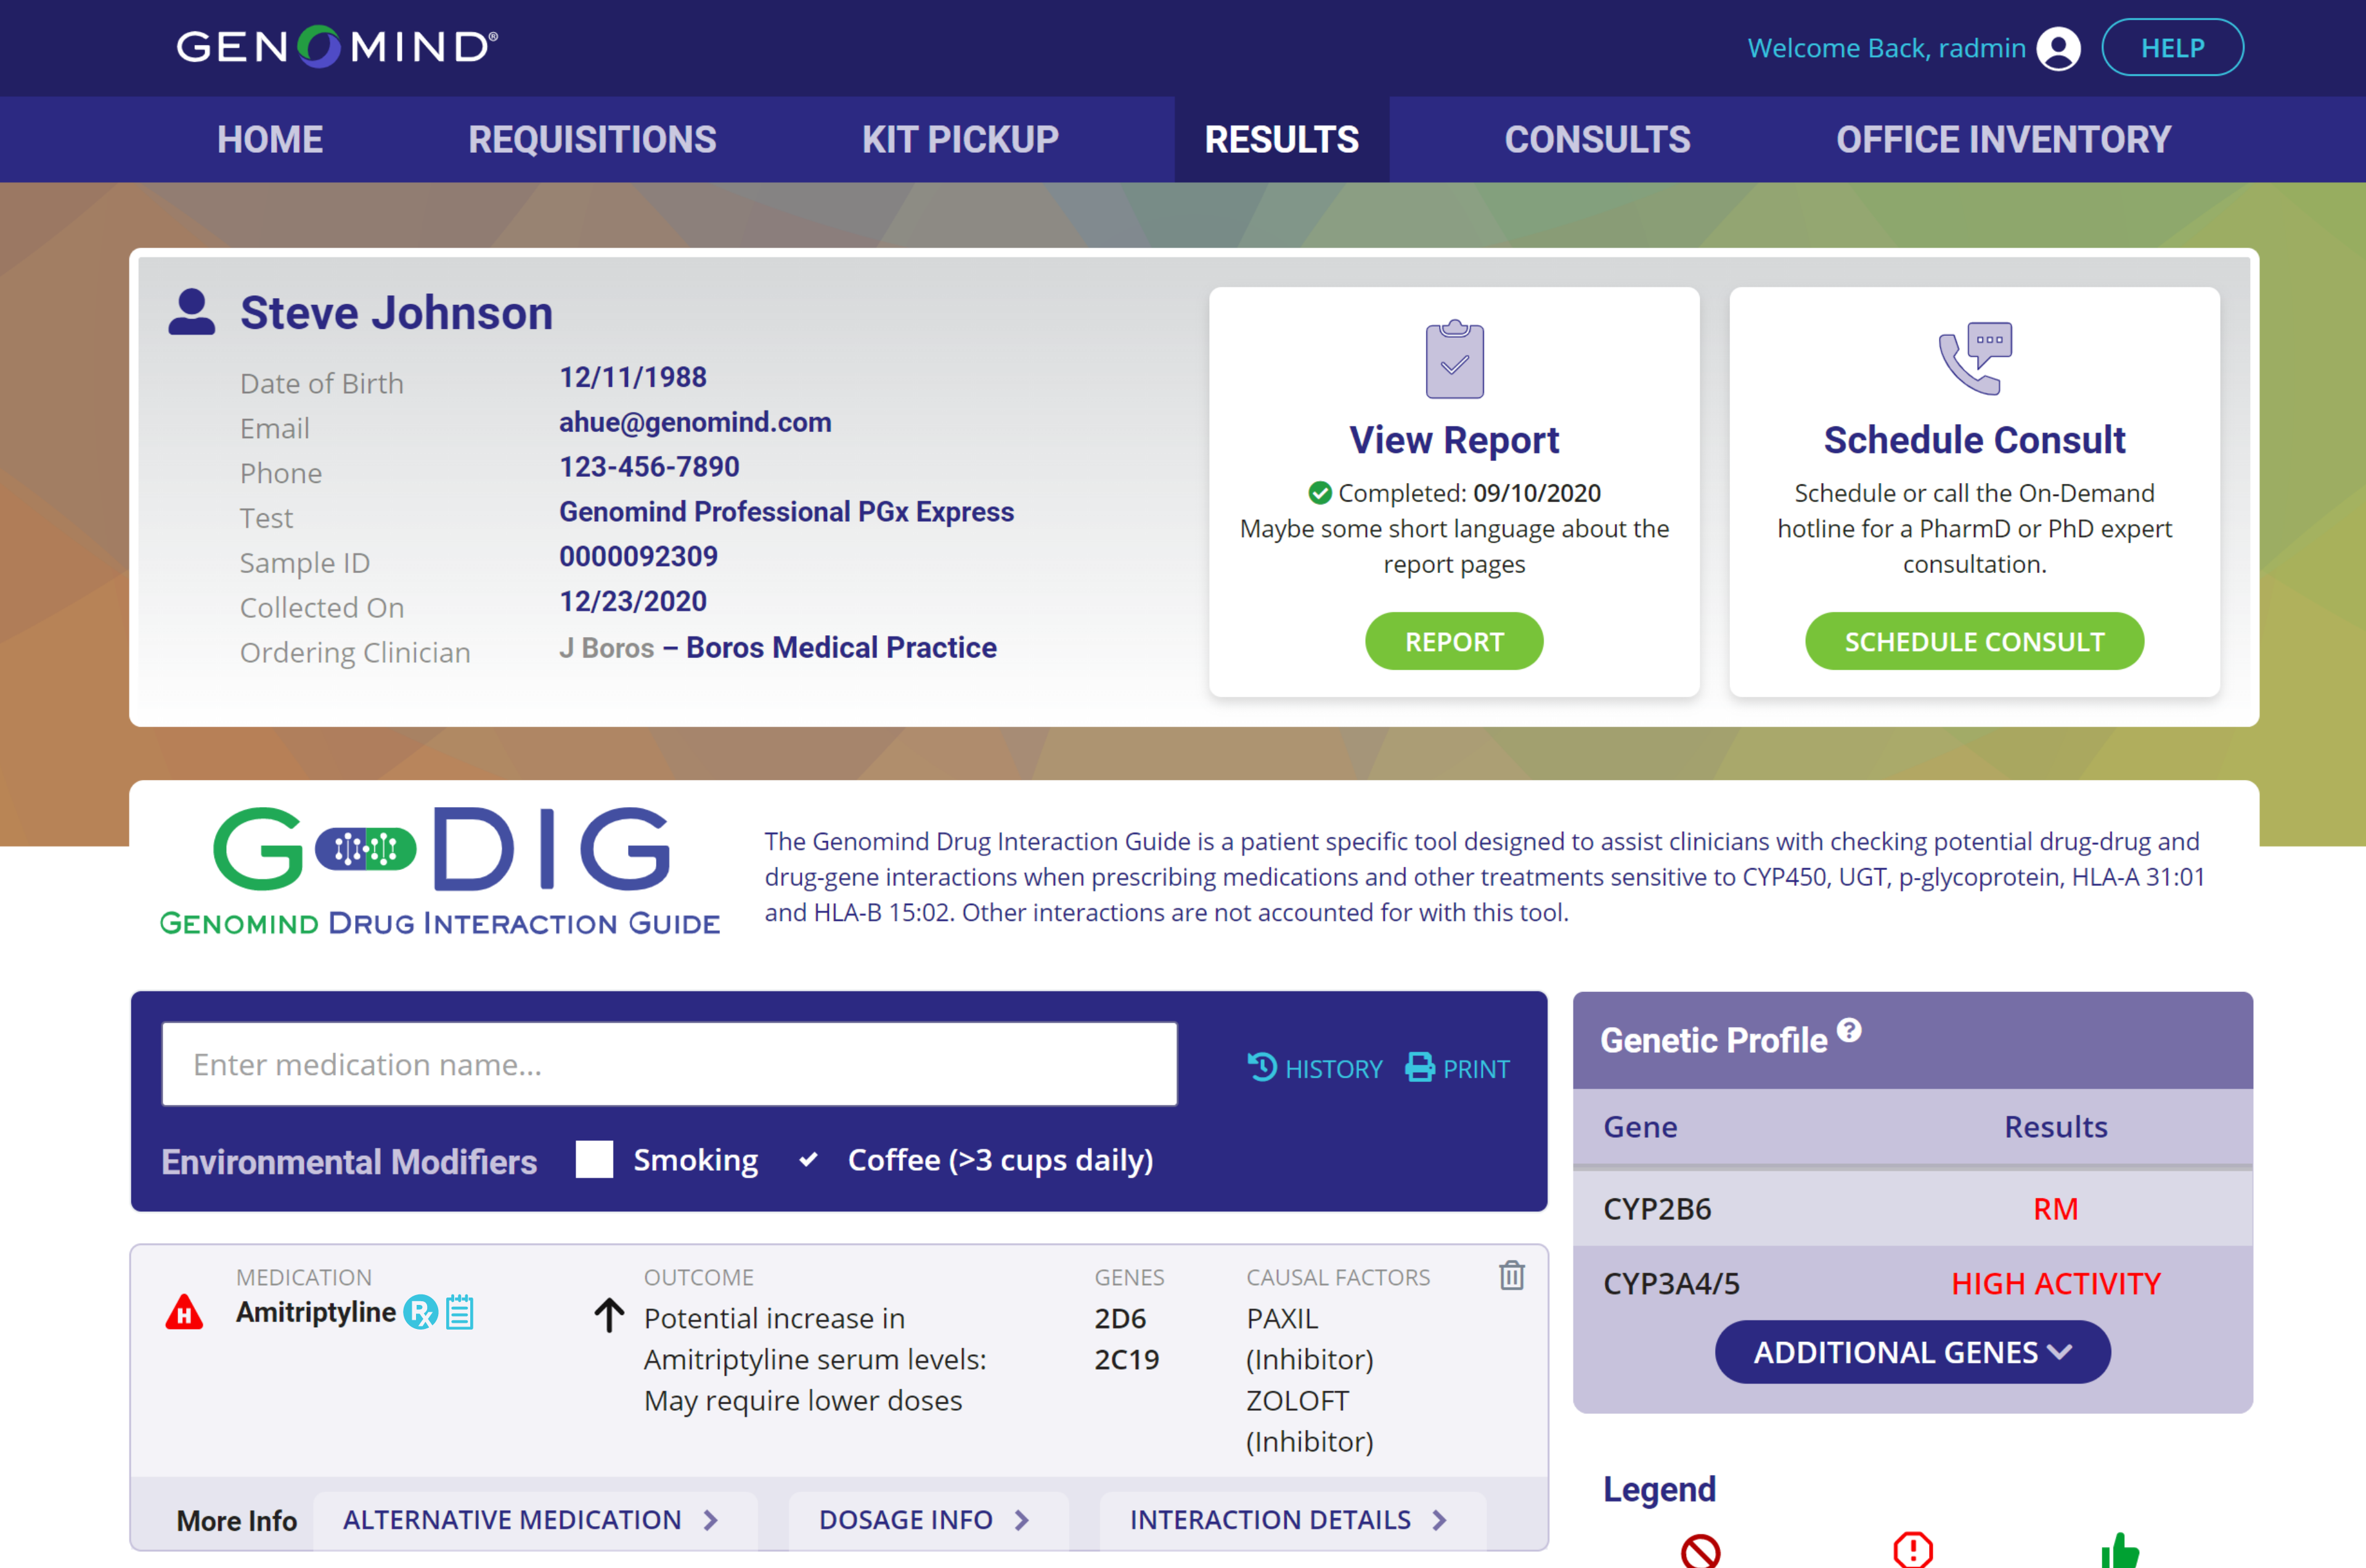 GENOMIND®
Welcome Back, radmin
HELP
HOME
REQUISITIONS
KIT PICKUP
RESULTS
CONSULTS
OFFICE INVENTORY
Steve Johnson
Date of Birth 12/11/1988
Email ahue@genomind.com
Phone 123-456-7890
Test Genomind Professional PGx Express
Sample ID 0000092309
Collected On 12/23/2020
Ordering Clinician J Boros – Boros Medical Practice
View Report
Completed: 09/10/2020
Maybe some short language about the
report pages
REPORT
Schedule Consult
Schedule or call the On-Demand
hotline for a PharmD or PhD expert
consultation.
SCHEDULE CONSULT
G DIG
GENOMIND DRUG INTERACTION GUIDE
The Genomind Drug Interaction Guide is a patient specific tool designed to assist clinicians with checking potential drug-drug and
drug-gene interactions when prescribing medications and other treatments sensitive to CYP450, UGT, p-glycoprotein, HLA-A 31:01
and HLA-B 15:02. Other interactions are not accounted for with this tool.
Enter medication name...
HISTORY
PRINT
Environmental Modifiers
Smoking
Coffee (>3 cups daily)
H
MEDICATION
Amitriptyline Rx
OUTCOME
Potential increase in
Amitriptyline serum levels:
May require lower doses
GENES
2D6
2C19
CAUSAL FACTORS
PAXIL
(Inhibitor)
ZOLOFT
(Inhibitor)
More Info
ALTERNATIVE MEDICATION
DOSAGE INFO
INTERACTION DETAILS
Genetic Profile ?
Gene Results
CYP2B6 RM
CYP3A4/5 HIGH ACTIVITY
ADDITIONAL GENES
Legend